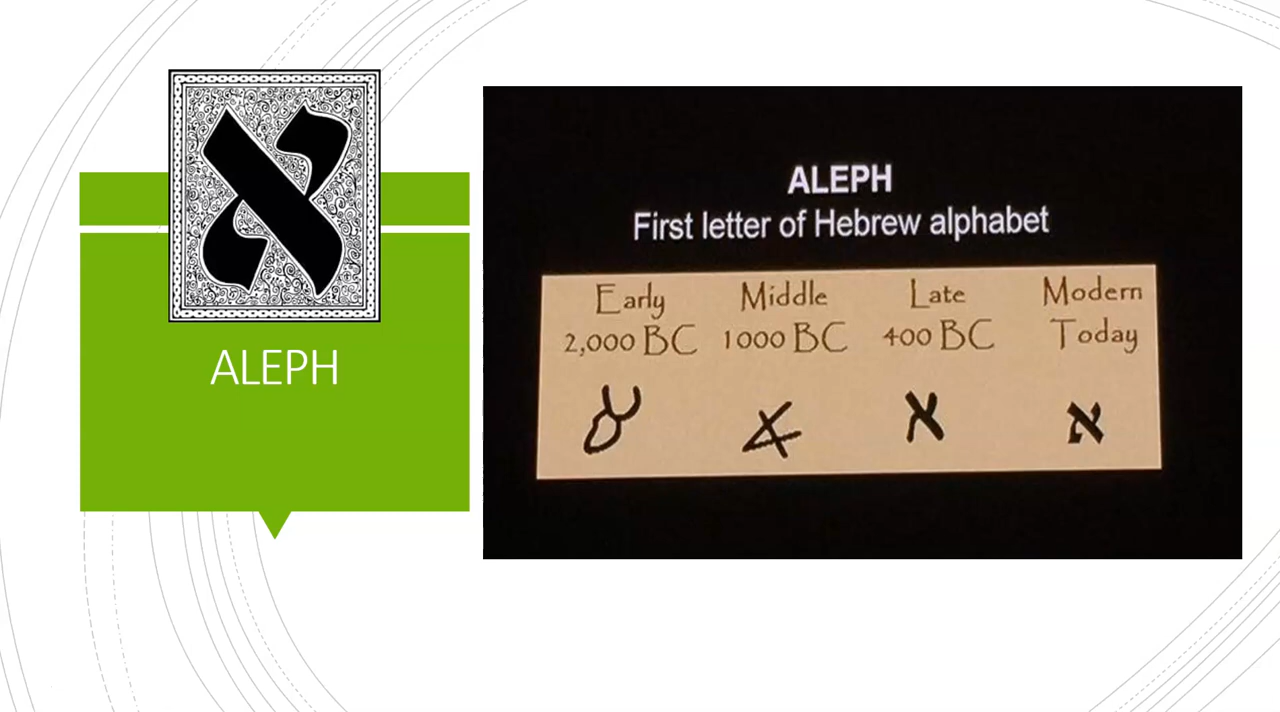 א
ALEPH
ALEPH
First letter of Hebrew alphabet
Early Middle Late Modern
2,000 BC 1000 BC 400 BC Today
𐤀 א א